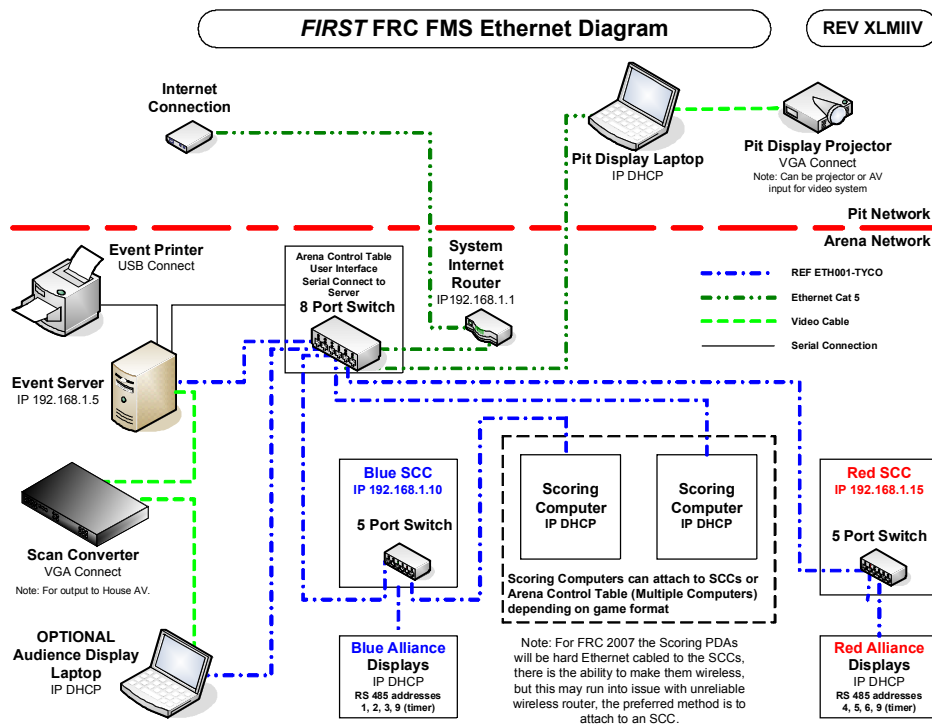 FIRST FRC FMS Ethernet Diagram
REV XLMIIV
Internet
Connection
Pit Display Laptop
IP DHCP
Pit Display Projector
VGA Connect
Note: Can be projector or AV
input for video system
Pit Network
Arena Network
Event Printer
USB Connect
Arena Control Table
User Interface
Serial Connect to
Server
8 Port Switch
System
Internet
Router
IP192.168.1.1
REF ETH001-TYCO
Ethernet Cat 5
Video Cable
Serial Connection
Event Server
IP 192.168.1.5
Blue SCC
IP 192.168.1.10
5 Port Switch
Scoring
Computer
IP DHCP
Scoring
Computer
IP DHCP
Scoring Computers can attach to SCCs or
Arena Control Table (Multiple Computers)
depending on game format
Red SCC
IP 192.168.1.15
5 Port Switch
Scan Converter
VGA Connect
Note: For output to House AV.
OPTIONAL
Audience Display
Laptop
IP DHCP
Blue Alliance
Displays
IP DHCP
RS 485 addresses
1, 2, 3, 9 (timer)
Note: For FRC 2007 the Scoring PDAs
will be hard Ethernet cabled to the SCCs,
there is the ability to make them wireless,
but this may run into issue with unreliable
wireless router, the preferred method is to
attach to an SCC.
Red Alliance
Displays
IP DHCP
RS 485 addresses
4, 5, 6, 9 (timer)